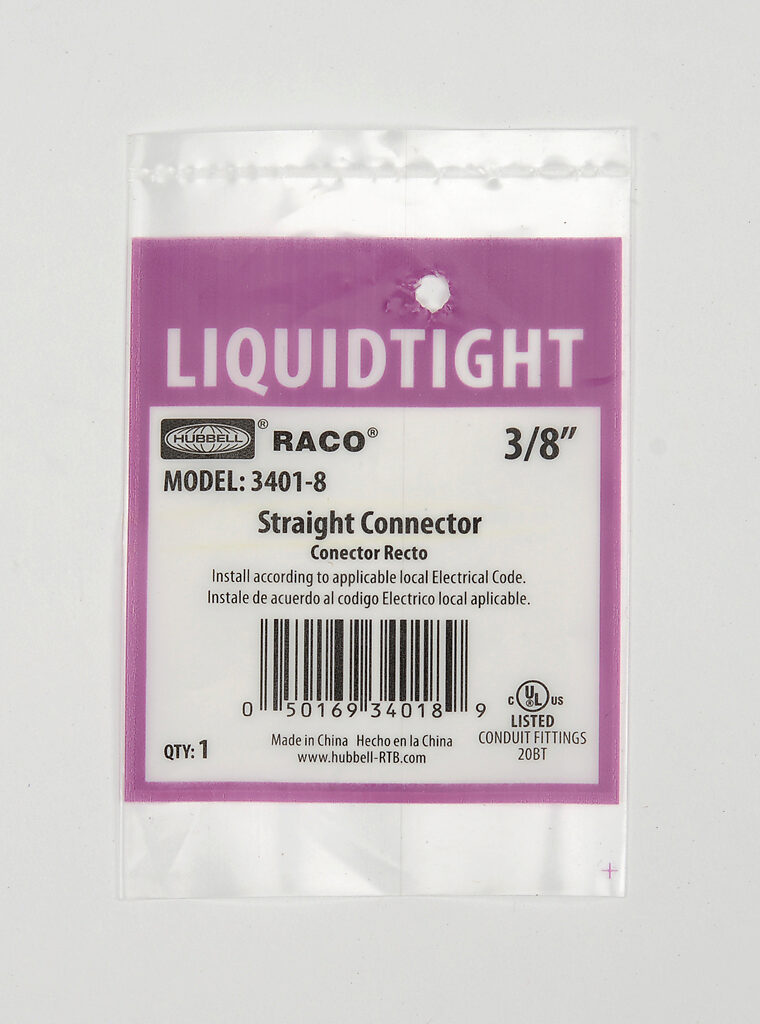 LIQUIDTIGHT
HUBBELL® RACO® 3/8"
MODEL: 3401-8
Straight Connector
Conector Recto
Install according to applicable local Electrical Code.
Instale de acuerdo al codigo Electrico local aplicable.
0 50169 34018 9
c UL® US
LISTED
CONDUIT FITTINGS
20BT
QTY: 1
Made in China Hecho en la China
www.hubbell-RTB.com